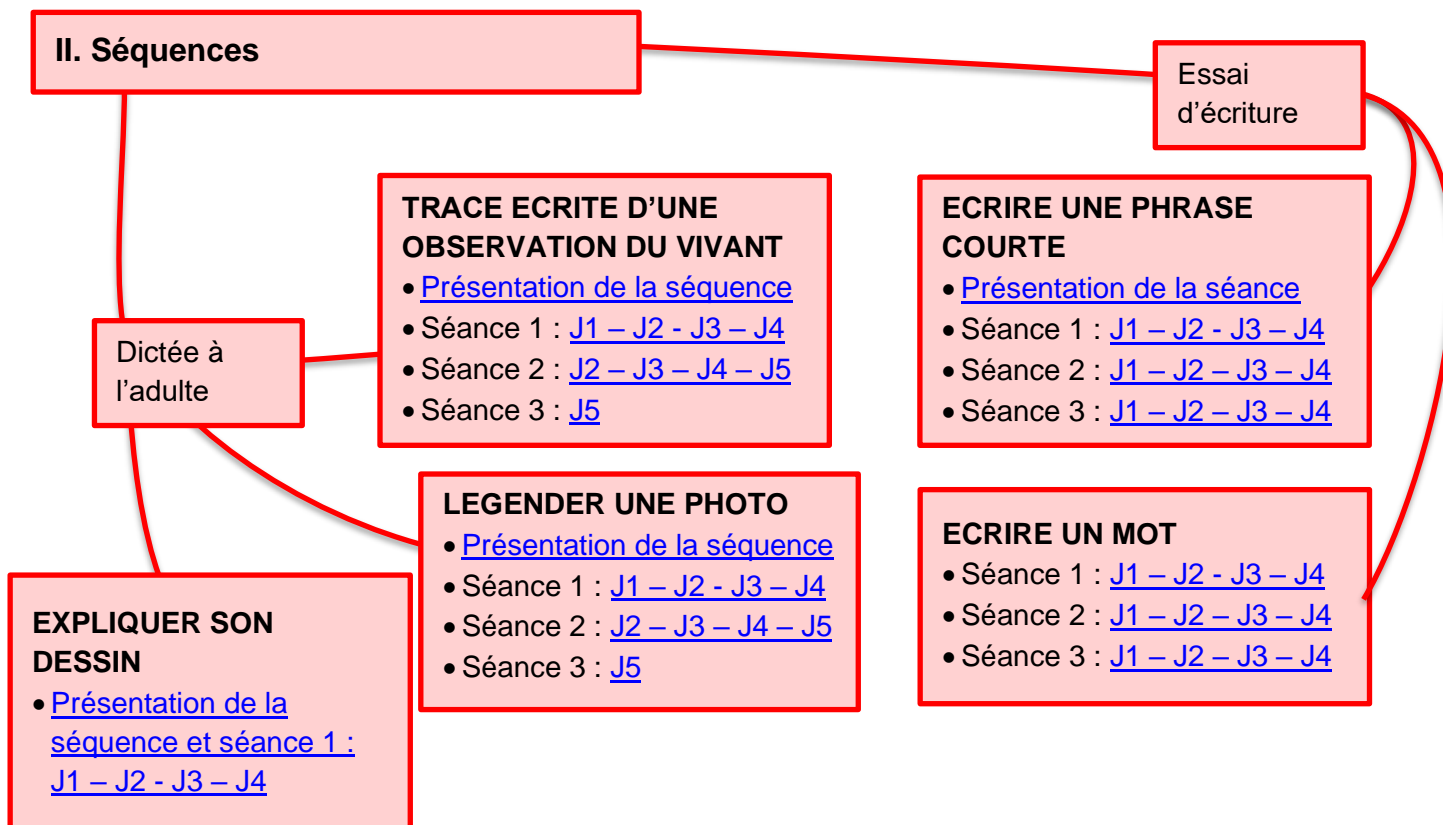 II. Séquences
Essai
d’écriture
TRACE ECRITE D’UNE
OBSERVATION DU VIVANT
• Présentation de la séquence
• Séance 1 : J1 – J2 - J3 – J4
• Séance 2 : J2 – J3 – J4 – J5
• Séance 3 : J5
ECRIRE UNE PHRASE
COURTE
• Présentation de la séance
• Séance 1 : J1 – J2 - J3 – J4
• Séance 2 : J1 – J2 – J3 – J4
• Séance 3 : J1 – J2 – J3 – J4
Dictée à
l’adulte
LEGENDER UNE PHOTO
• Présentation de la séquence
• Séance 1 : J1 – J2 - J3 – J4
• Séance 2 : J2 – J3 – J4 – J5
• Séance 3 : J5
ECRIRE UN MOT
• Séance 1 : J1 – J2 - J3 – J4
• Séance 2 : J1 – J2 – J3 – J4
• Séance 3 : J1 – J2 – J3 – J4
EXPLIQUER SON
DESSIN
• Présentation de la
séquence et séance 1 :
J1 – J2 - J3 – J4